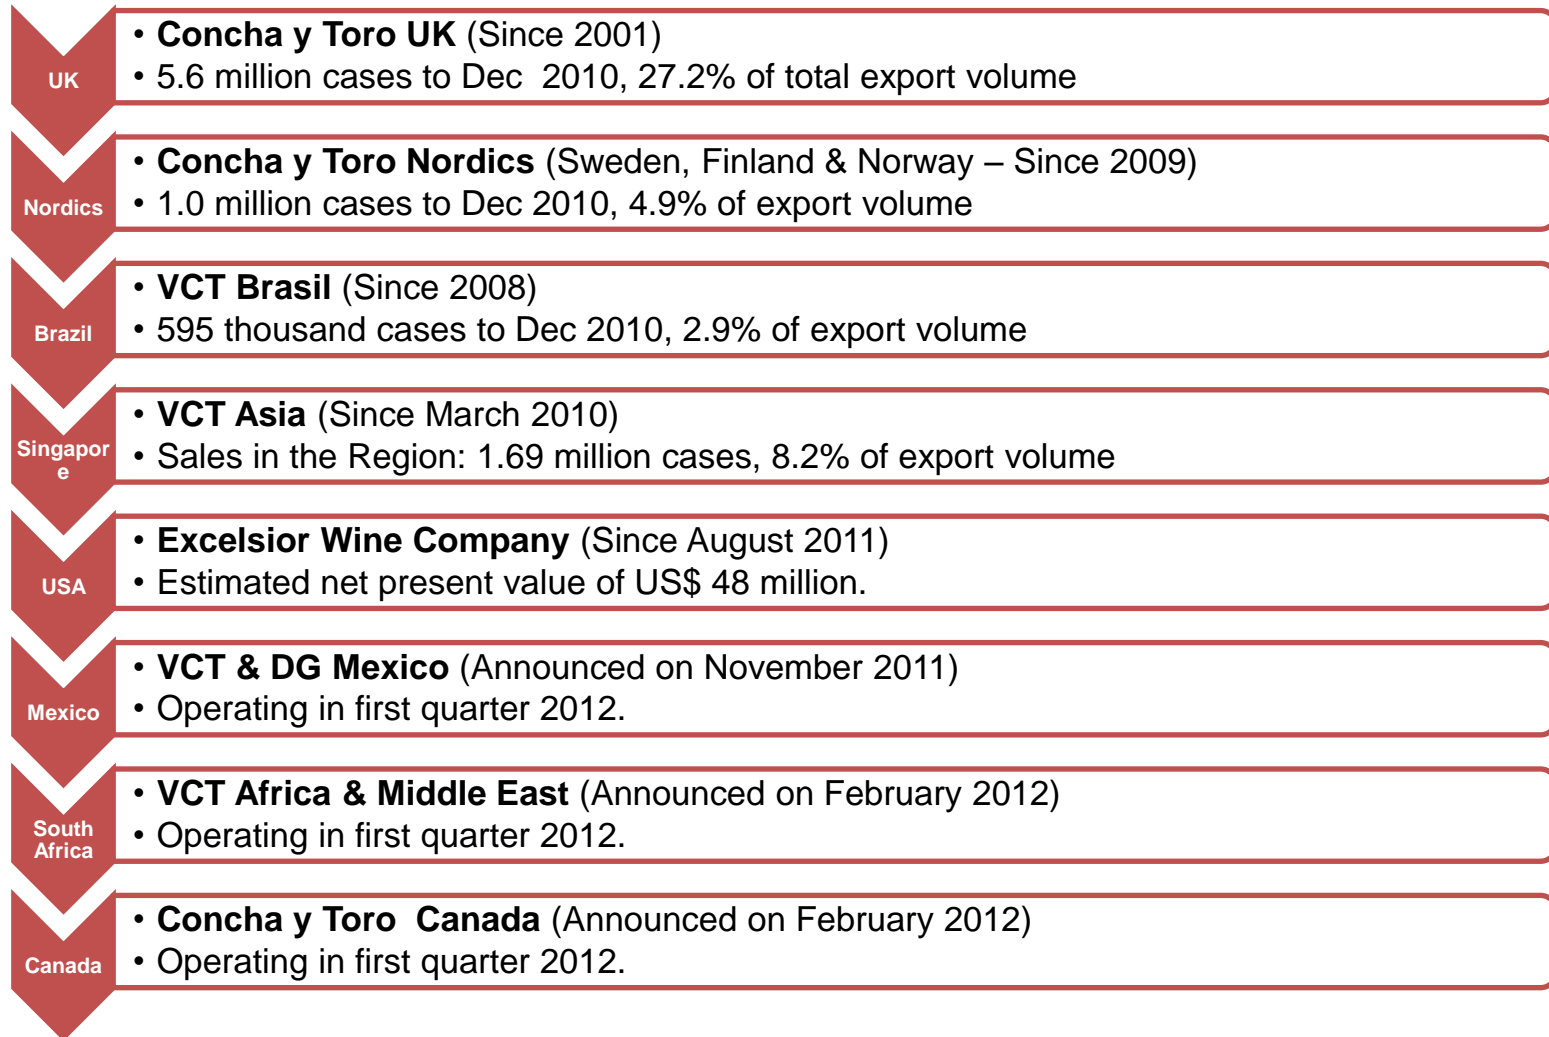 UK
• Concha y Toro UK (Since 2001)
• 5.6 million cases to Dec  2010, 27.2% of total export volume
Nordics
• Concha y Toro Nordics (Sweden, Finland & Norway – Since 2009)
• 1.0 million cases to Dec 2010, 4.9% of export volume
Brazil
• VCT Brasil (Since 2008)
• 595 thousand cases to Dec 2010, 2.9% of export volume
Singapor
e
• VCT Asia (Since March 2010)
• Sales in the Region: 1.69 million cases, 8.2% of export volume
USA
• Excelsior Wine Company (Since August 2011)
• Estimated net present value of US$ 48 million.
Mexico
• VCT & DG Mexico (Announced on November 2011)
• Operating in first quarter 2012.
South
Africa
• VCT Africa & Middle East (Announced on February 2012)
• Operating in first quarter 2012.
Canada
• Concha y Toro  Canada (Announced on February 2012)
• Operating in first quarter 2012.